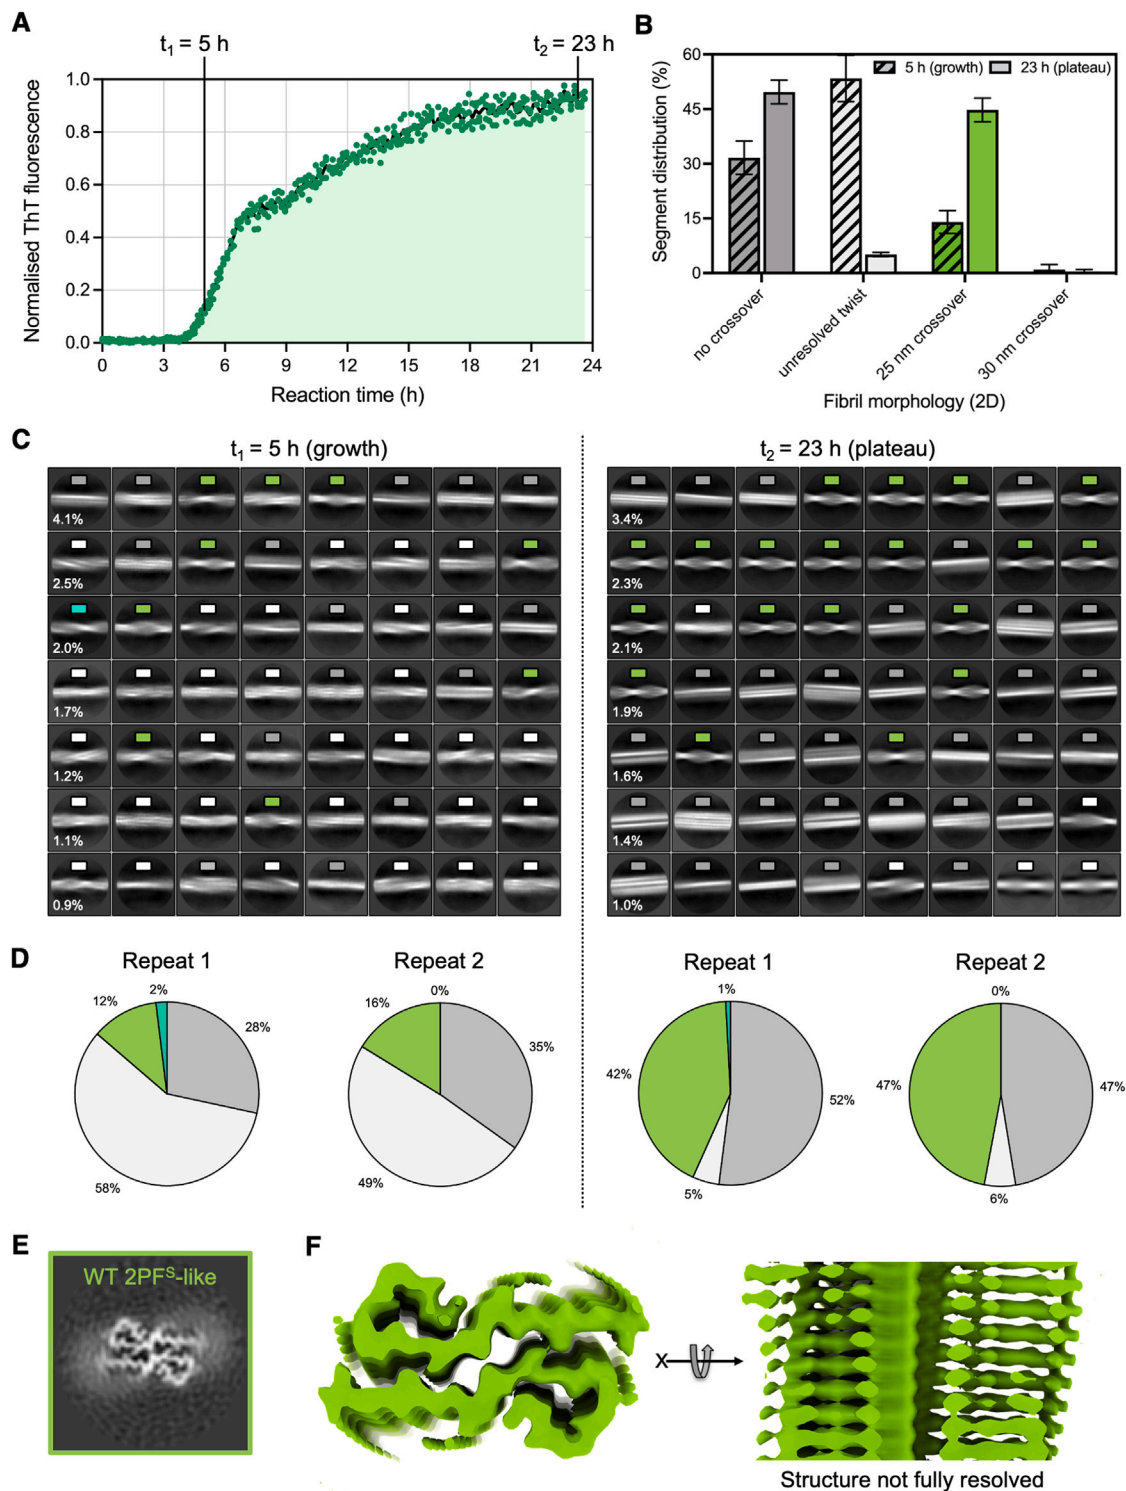 A
t1 = 5 h
t2 = 23 h
Normalised ThT fluorescence
1.0
0.8
0.6
0.4
0.2
0.0
0 3 6 9 12 15 18 21 24
Reaction time (h)
B
5 h (growth) 23 h (plateau)
Segment distribution (%)
60
45
30
15
0
no crossover
unresolved twist
25 nm crossover
30 nm crossover
Fibril morphology (2D)
C
t1 = 5 h (growth)
4.1%
2.5%
2.0%
1.7%
1.2%
1.1%
0.9%
t2 = 23 h (plateau)
3.4%
2.3%
2.1%
1.9%
1.6%
1.4%
1.0%
D
Repeat 1
2%
12%
28%
58%
Repeat 2
0%
16%
35%
49%
Repeat 1
1%
42%
52%
5%
Repeat 2
0%
47%
47%
6%
E
WT 2PFS-like
F
X
Structure not fully resolved